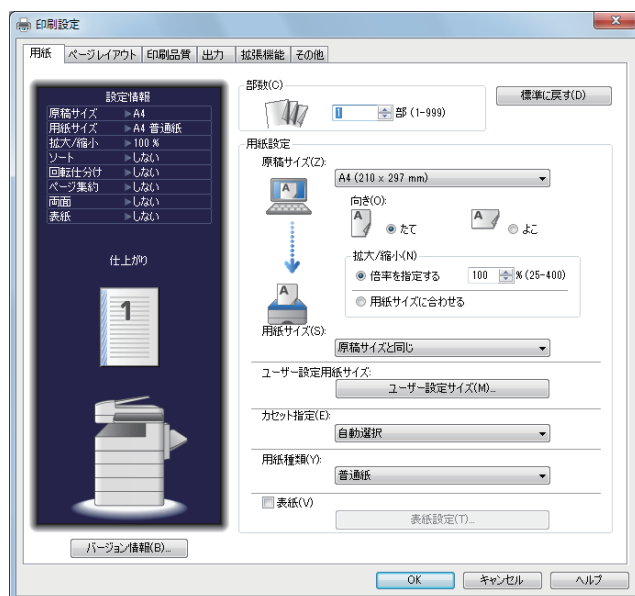 印刷設定
用紙 ページレイアウト 印刷品質 出力 拡張機能 その他
設定情報
原稿サイズ ▶A4
用紙サイズ ▶A4 普通紙
拡大/縮小 ▶100 %
ソート ▶しない
回転仕分け ▶しない
ページ集約 ▶しない
両面 ▶しない
表紙 ▶しない
仕上がり
1
バージョン情報(B)...
部数(C)
1 部 (1-999)
標準に戻す(D)
用紙設定
原稿サイズ(Z):
A4 (210 x 297 mm)
A
向き(O):
A たて A よこ
拡大/縮小(N)
倍率を指定する 100 % (25-400)
用紙サイズに合わせる
A
用紙サイズ(S):
原稿サイズと同じ
ユーザー設定用紙サイズ:
ユーザー設定サイズ(M)...
カセット指定(E):
自動選択
用紙種類(Y):
普通紙
表紙(V)
表紙設定(T)...
OK キャンセル ヘルプ